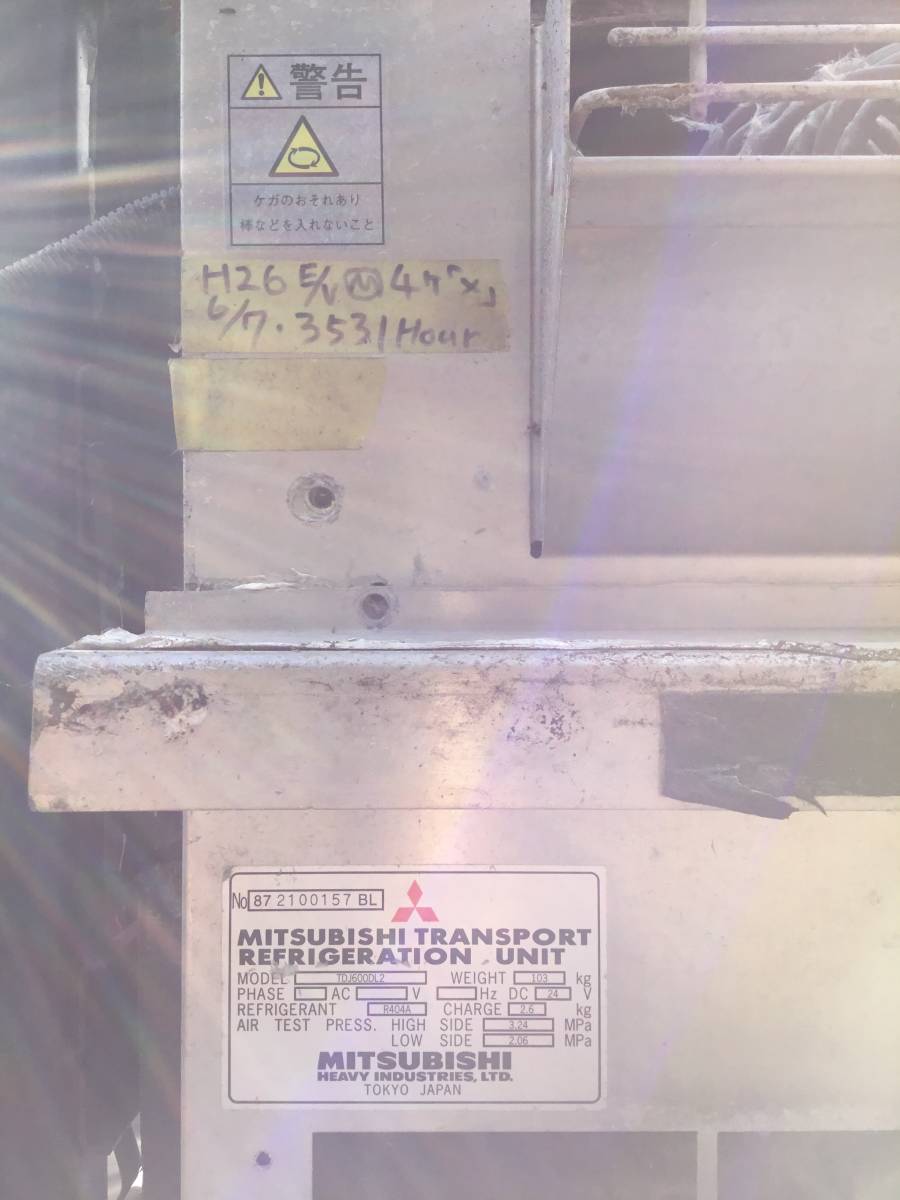 警告
ケガのおそれあり
棒などを入れないこと
H26 E/V Ⓜ 4ケ「×」
6/7. 3531 Hour
No 87 2100157 BL
MITSUBISHI TRANSPORT
REFRIGERATION UNIT
MODEL TDJ600DL2 WEIGHT 103 kg
PHASE AC V Hz DC 24 V
REFRIGERANT R404A CHARGE 2.6 kg
AIR TEST PRESS. HIGH SIDE 3.24 MPa
LOW SIDE 2.06 MPa
MITSUBISHI
HEAVY INDUSTRIES, LTD.
TOKYO JAPAN